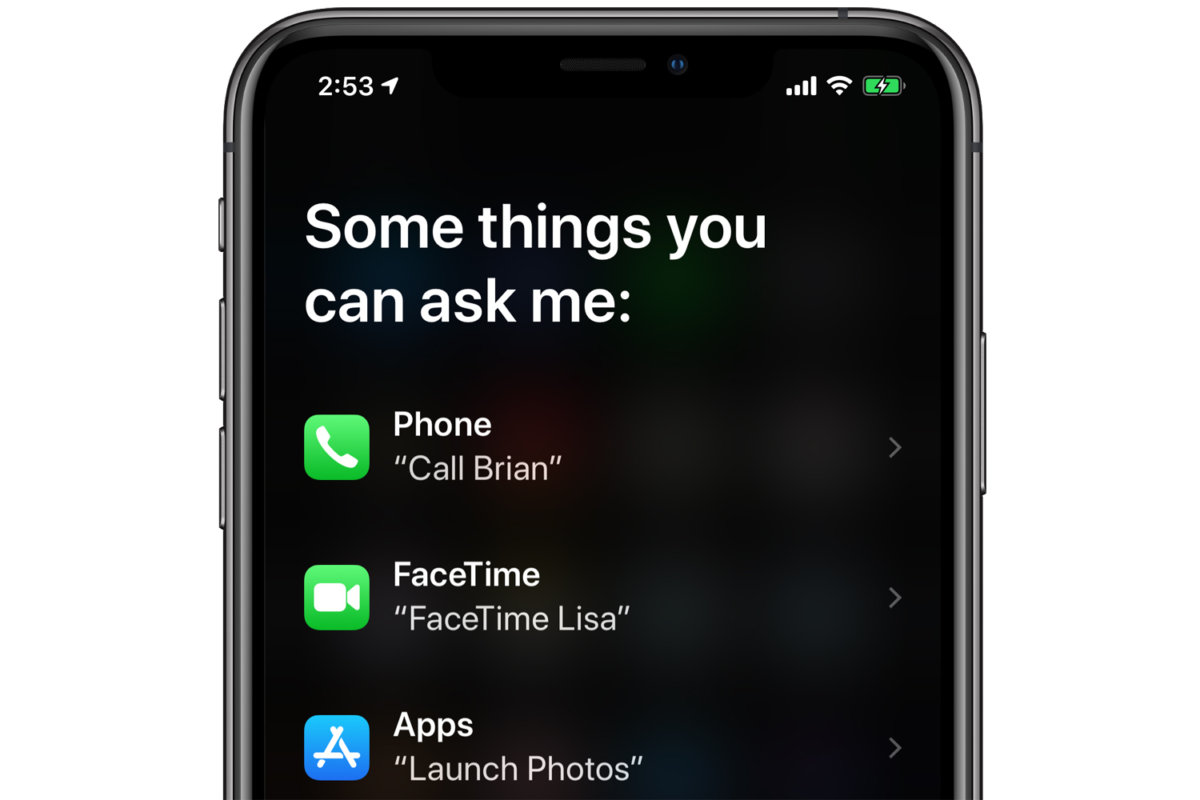 2:53
Some things you
can ask me:
Phone
“Call Brian”
FaceTime
“FaceTime Lisa”
Apps
“Launch Photos”